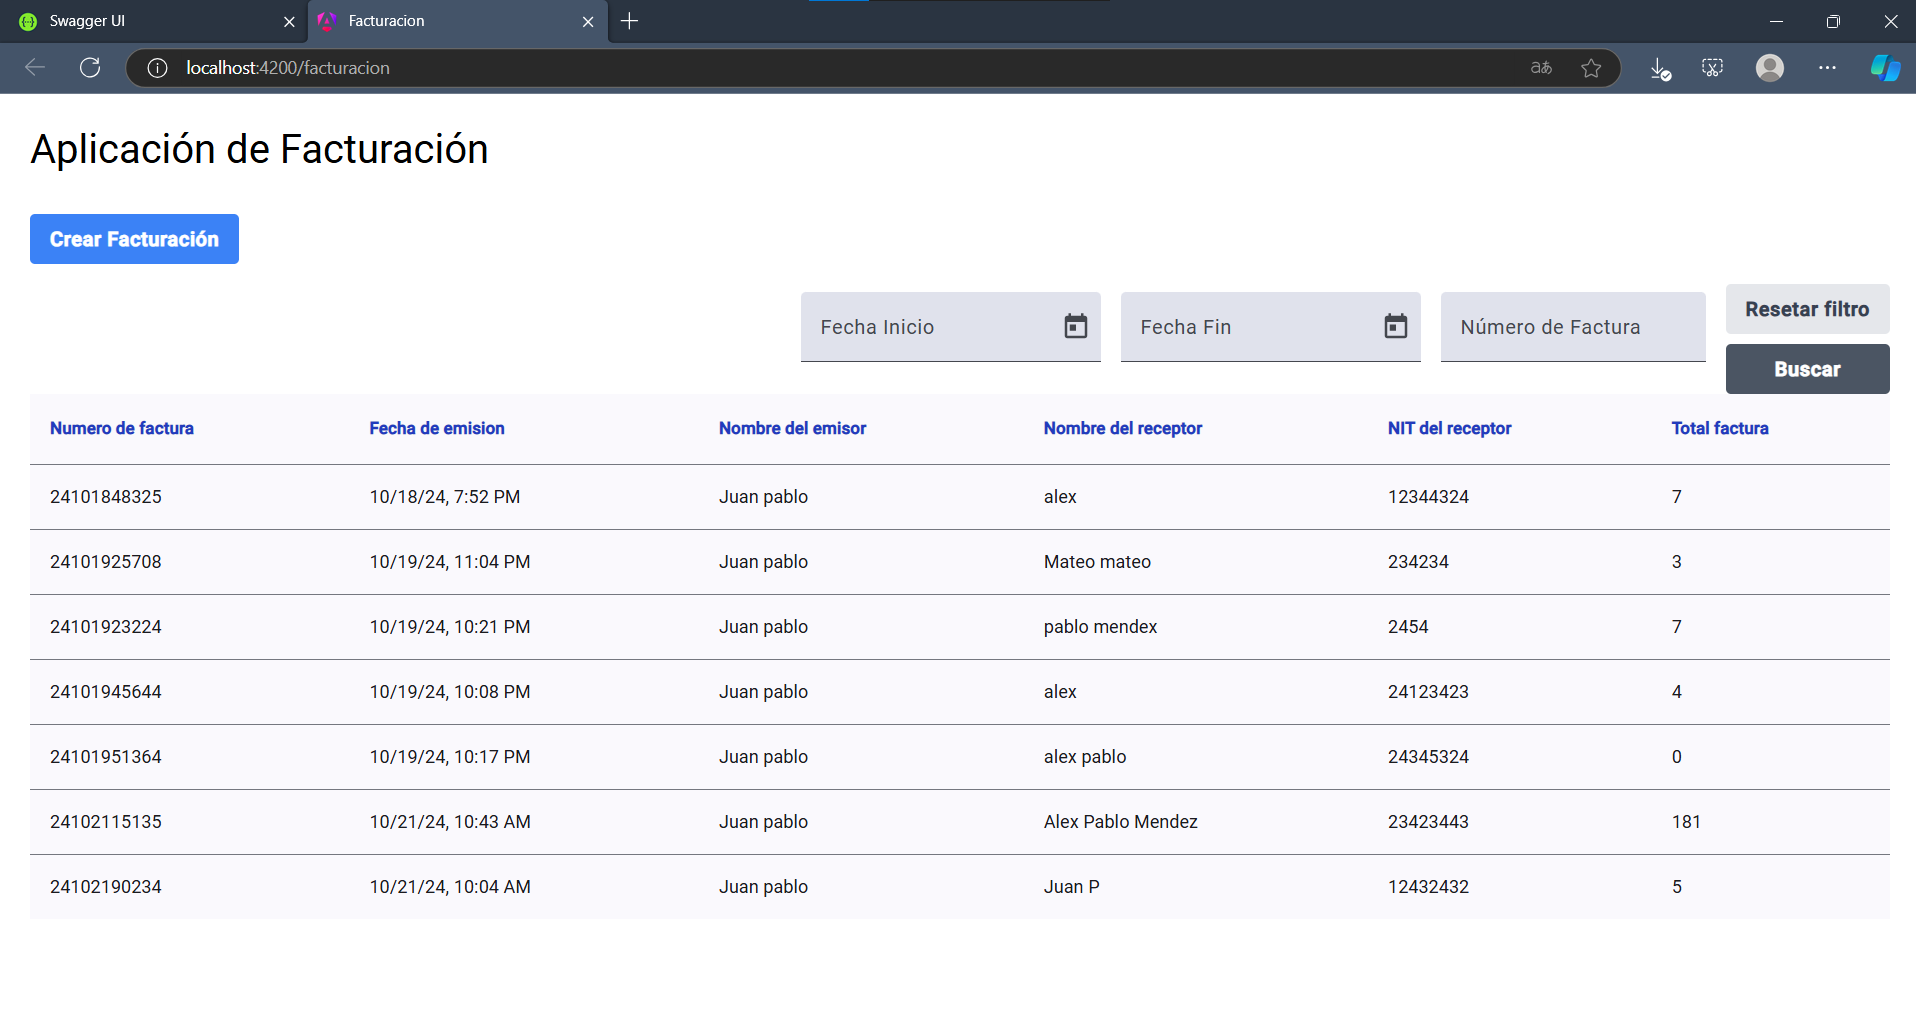 Swagger UI
Facturacion
localhost:4200/facturacion
aあ
Aplicación de Facturación
Crear Facturación
Fecha Inicio
Fecha Fin
Número de Factura
Resetar filtro
Buscar
Numero de factura Fecha de emision Nombre del emisor Nombre del receptor NIT del receptor Total factura
24101848325 10/18/24, 7:52 PM Juan pablo alex 12344324 7
24101925708 10/19/24, 11:04 PM Juan pablo Mateo mateo 234234 3
24101923224 10/19/24, 10:21 PM Juan pablo pablo mendex 2454 7
24101945644 10/19/24, 10:08 PM Juan pablo alex 24123423 4
24101951364 10/19/24, 10:17 PM Juan pablo alex pablo 24345324 0
24102115135 10/21/24, 10:43 AM Juan pablo Alex Pablo Mendez 23423443 181
24102190234 10/21/24, 10:04 AM Juan pablo Juan P 12432432 5